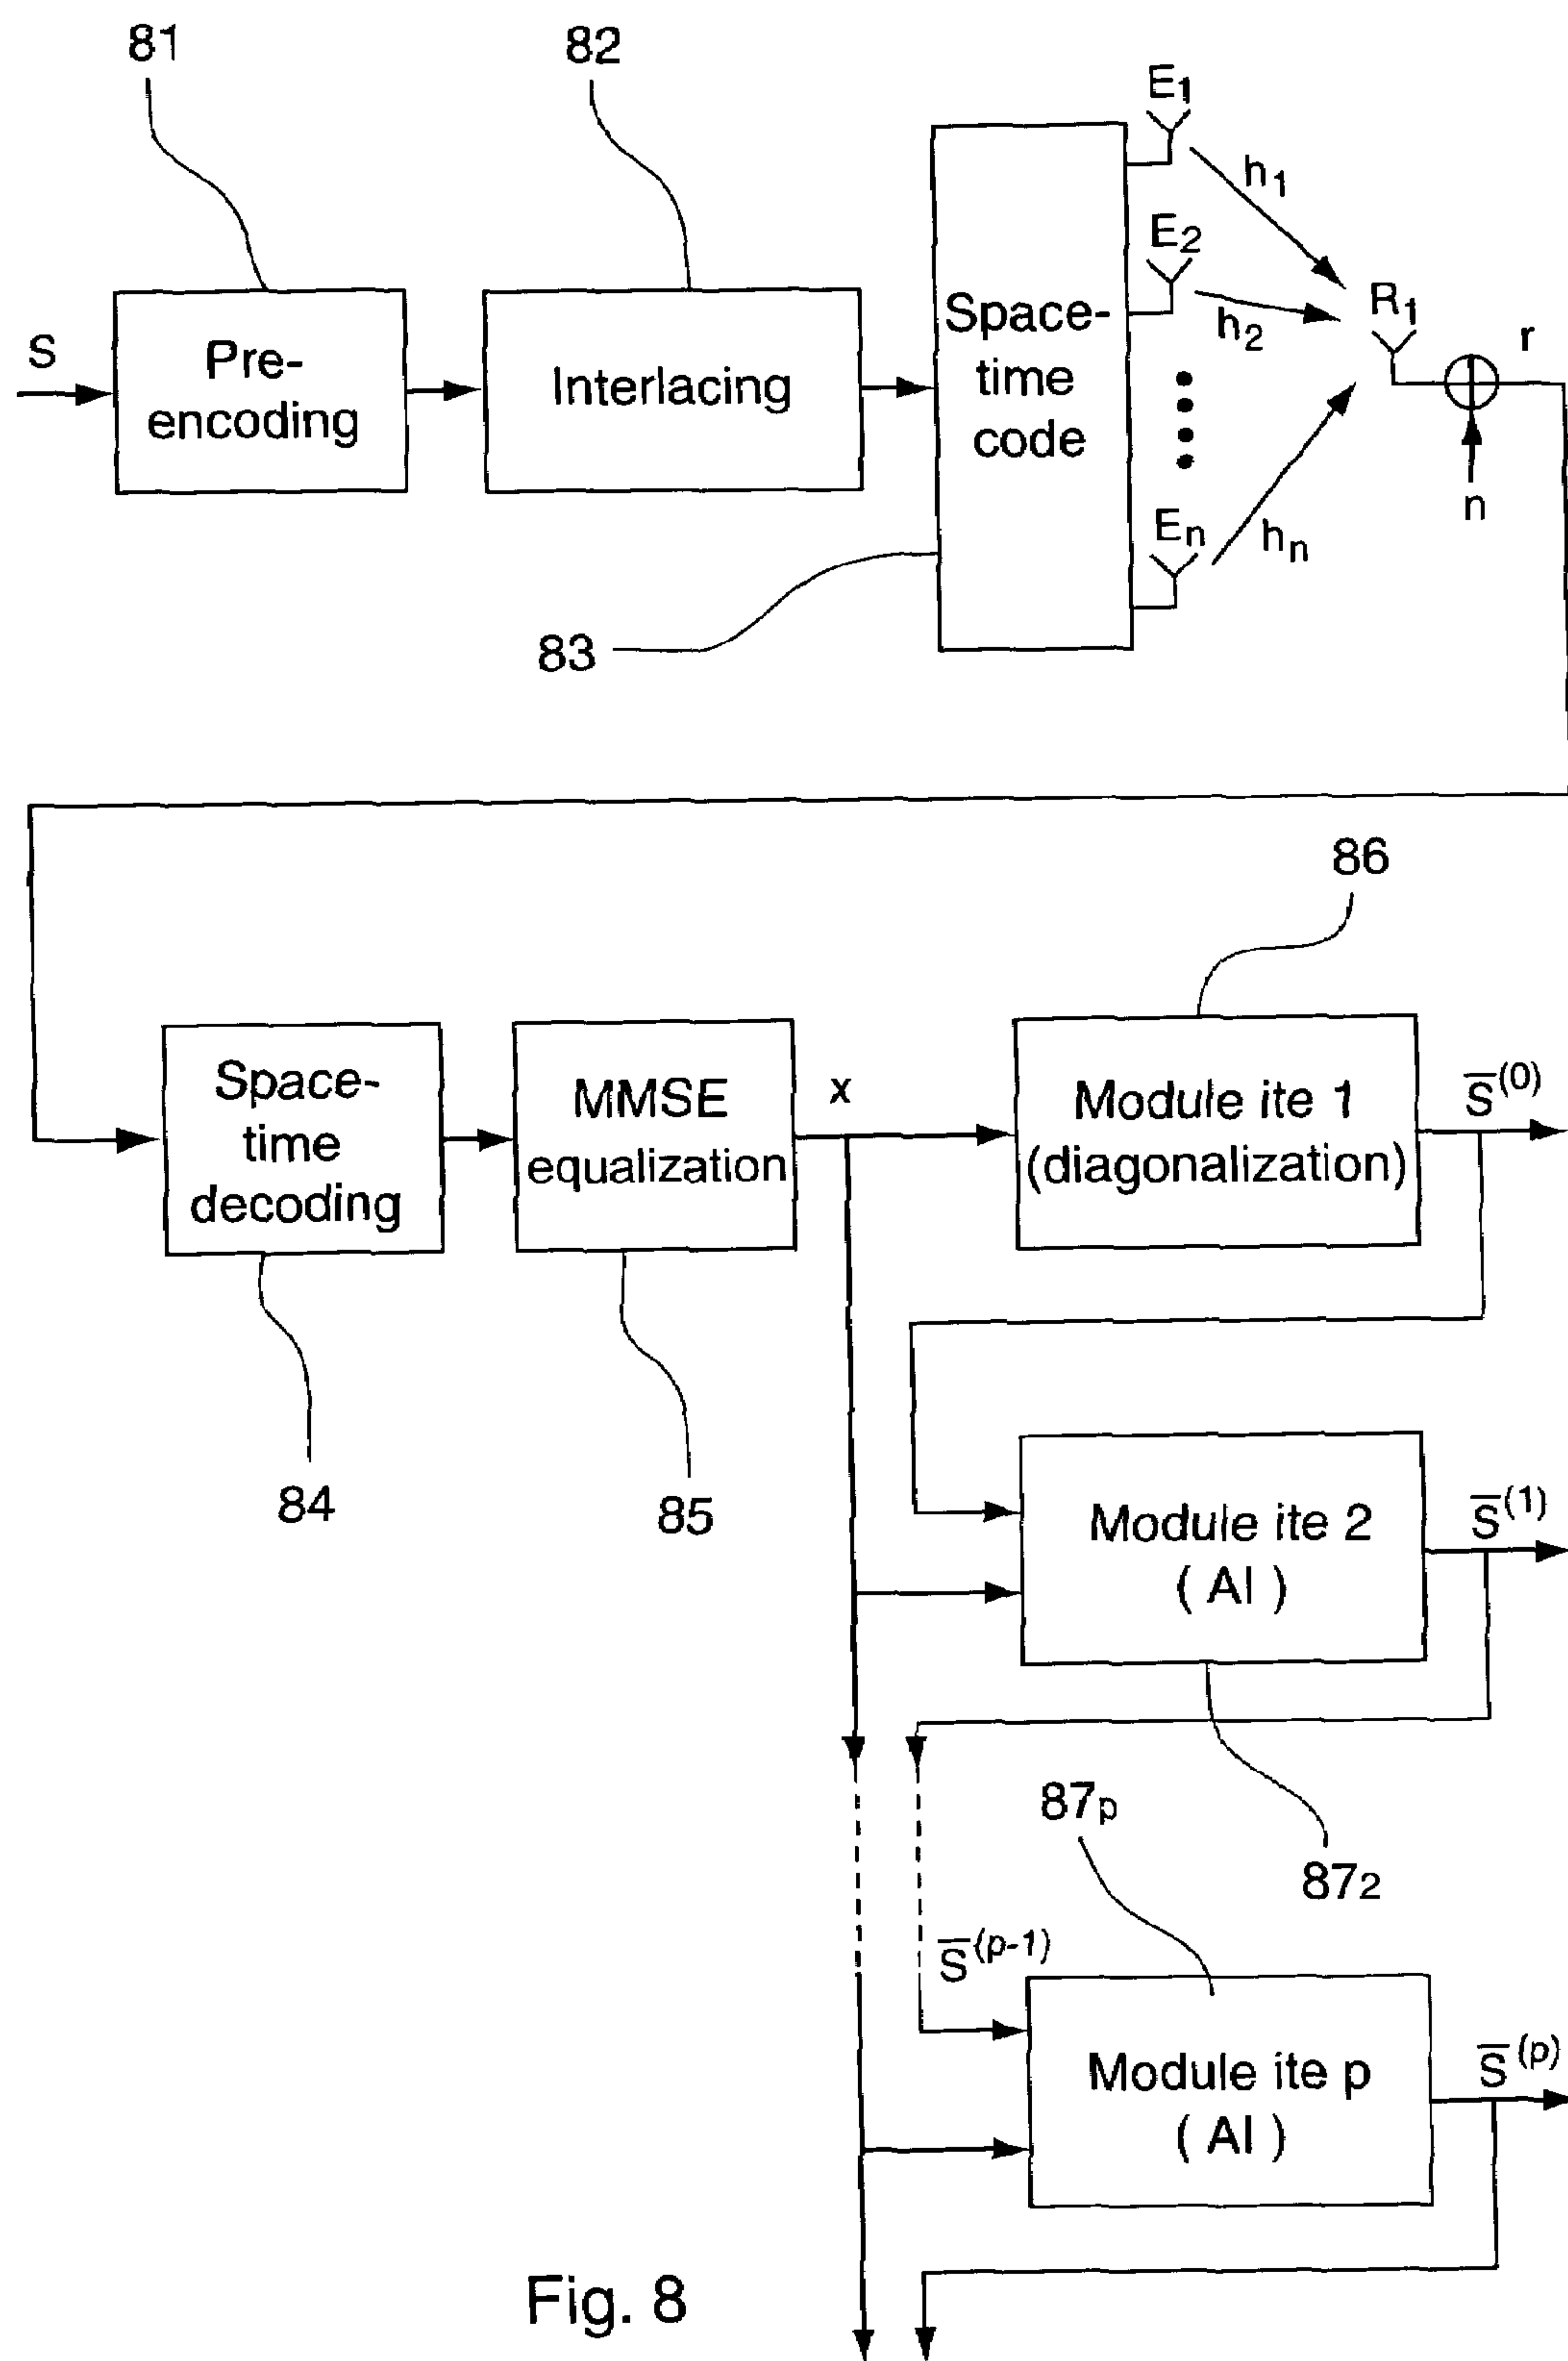 81
82
E1
h1
S
Pre-
encoding
Interlacing
Space-
time
code
E2
h2
R1
r
n
En
hn
83
86
Space-
time
decoding
MMSE
equalization
x
Module ite 1
(diagonalization)
S̅(0)
84
85
Module ite 2
( AI )
S̅(1)
87p
872
S̅(p-1)
Module ite p
( AI )
S̅(p)
Fig. 8